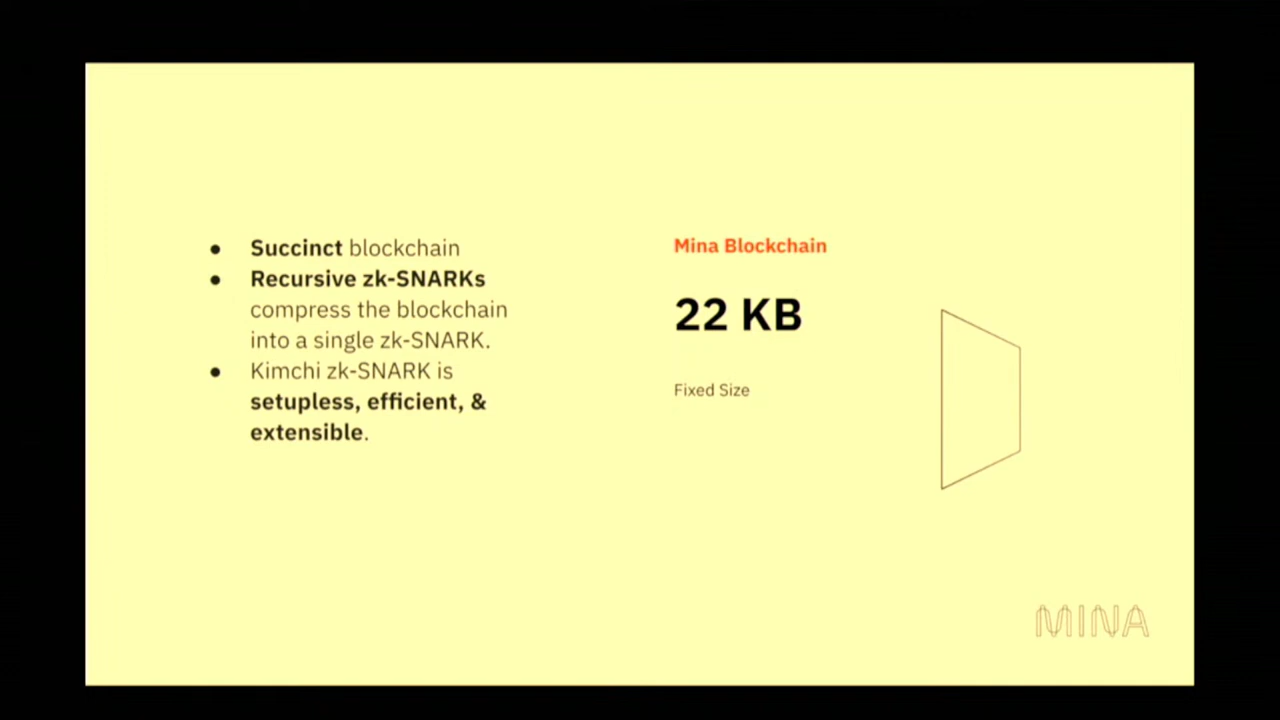 ● Succinct blockchain
● Recursive zk-SNARKs
compress the blockchain
into a single zk-SNARK.
● Kimchi zk-SNARK is
setupless, efficient, &
extensible.
Mina Blockchain
22 KB
Fixed Size
MINA